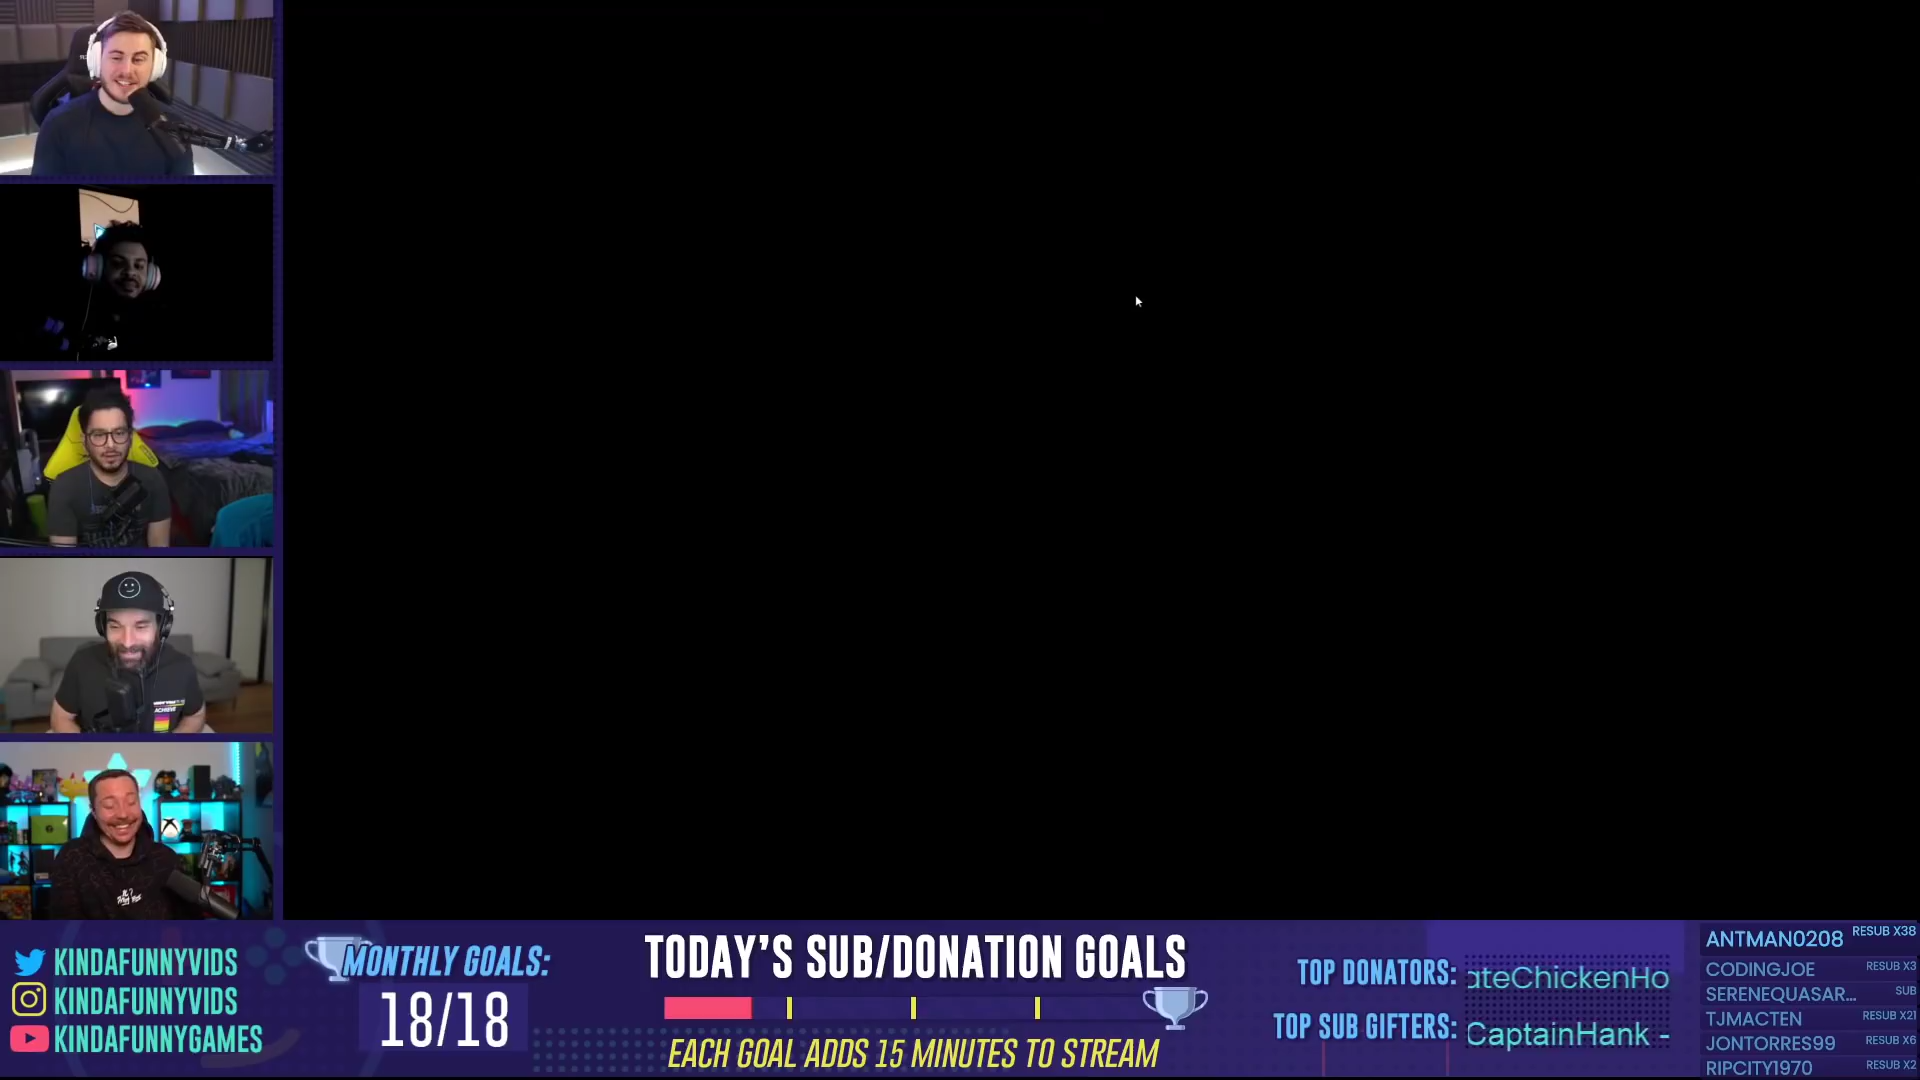 KINDAFUNNYVIDS
KINDAFUNNYVIDS
KINDAFUNNYGAMES
MONTHLY GOALS:
18/18
TODAY'S SUB/DONATION GOALS
EACH GOAL ADDS 15 MINUTES TO STREAM
TOP DONATORS: ateChickenHo
TOP SUB GIFTERS: CaptainHank -
ANTMAN0208 RESUB X38
CODINGJOE RESUB X3
SERENEQUASAR... SUB
TJMACTEN RESUB X21
JONTORRES99 RESUB X6
RIPCITY1970 RESUB X2